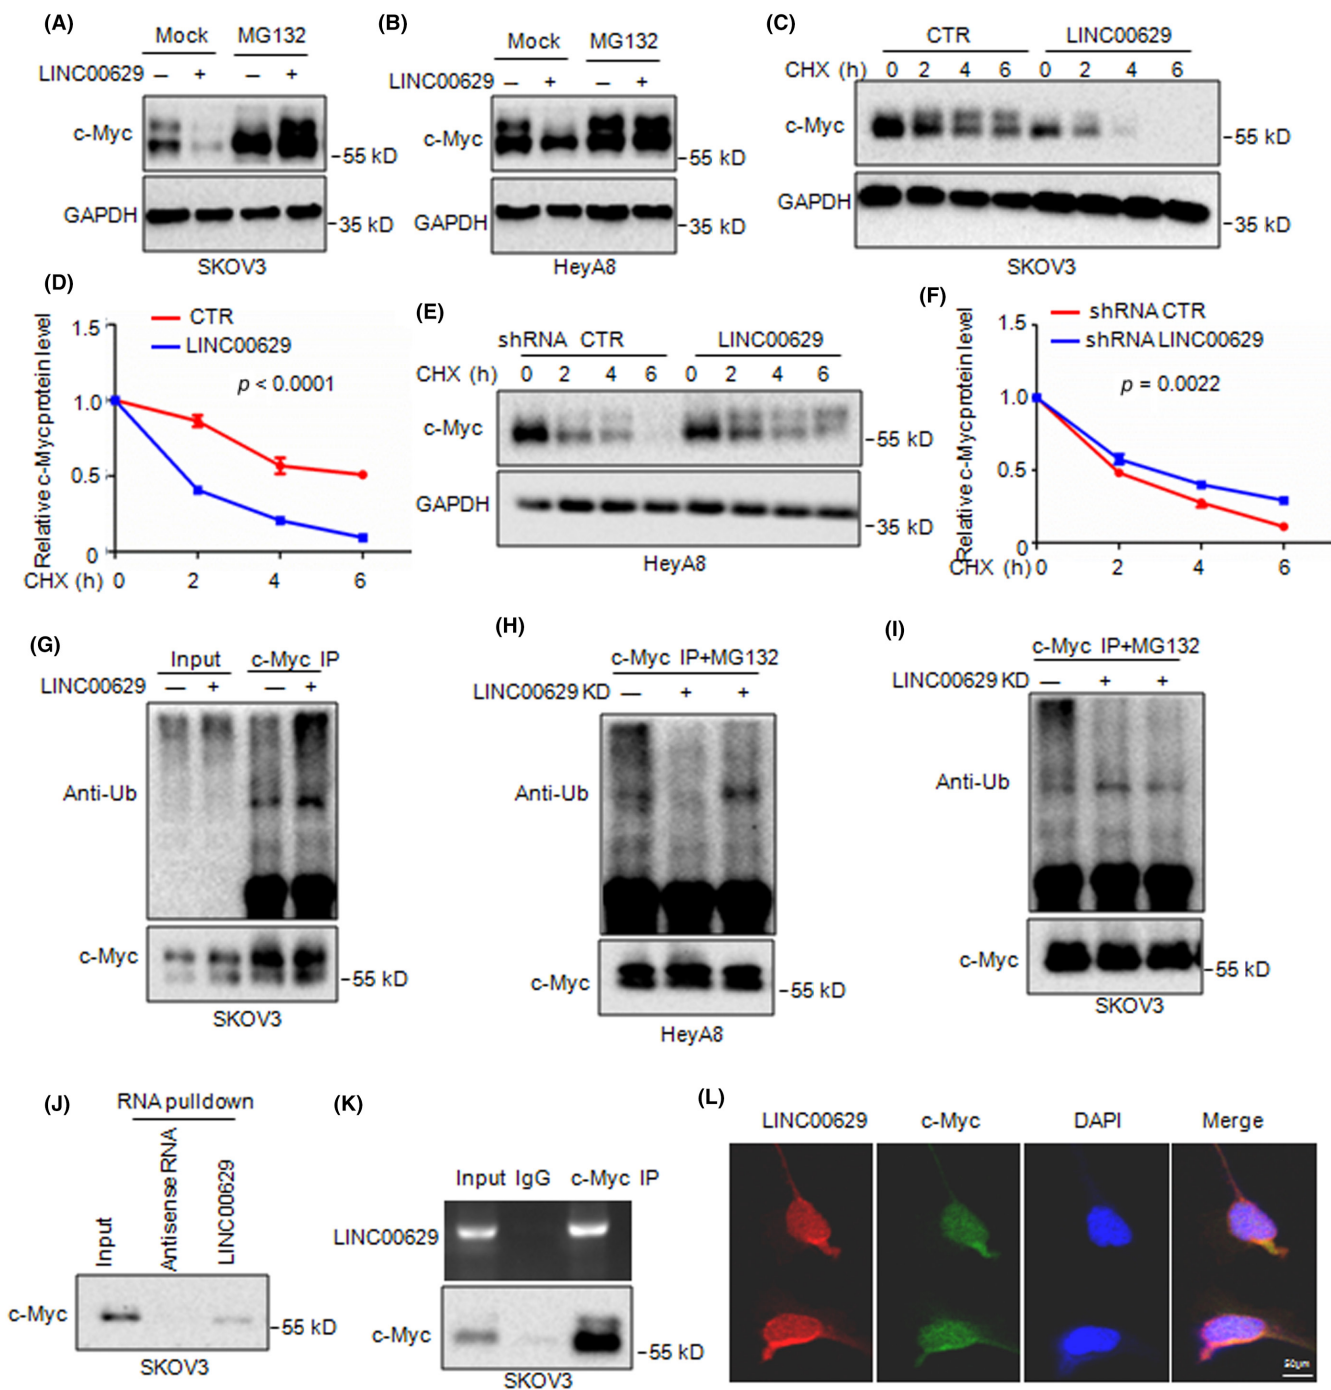 (A)
Mock MG132
LINC00629 – + – +
c-Myc
-55 kD
GAPDH
-35 kD
SKOV3
(B)
Mock MG132
LINC00629 – + – +
c-Myc
-55 kD
GAPDH
-35 kD
HeyA8
(C)
CTR LINC00629
CHX (h) 0 2 4 6 0 2 4 6
c-Myc
-55 kD
GAPDH
-35 kD
SKOV3
(D)
Relative c-Mycprotein level
1.5
1.0
0.5
0
CTR
LINC00629
p < 0.0001
CHX (h) 0 2 4 6
(E)
shRNA CTR LINC00629
CHX (h) 0 2 4 6 0 2 4 6
c-Myc
-55 kD
GAPDH
-35 kD
HeyA8
(F)
Relative c-Mycprotein level
1.5
1.0
0.5
0
shRNA CTR
shRNA LINC00629
p = 0.0022
CHX (h) 0 2 4 6
(G)
Input c-Myc IP
LINC00629 — + — +
Anti-Ub
c-Myc
-55 kD
SKOV3
(H)
c-Myc IP+MG132
LINC00629 KD — + +
Anti-Ub
c-Myc
-55 kD
HeyA8
(I)
c-Myc IP+MG132
LINC00629 KD — + +
Anti-Ub
c-Myc
-55 kD
SKOV3
(J)
RNA pull down
Input
Antisense RNA
LINC00629
c-Myc
-55 kD
SKOV3
(K)
Input IgG c-Myc IP
LINC00629
c-Myc
-55 kD
SKOV3
(L)
LINC00629 c-Myc DAPI Merge
50μm